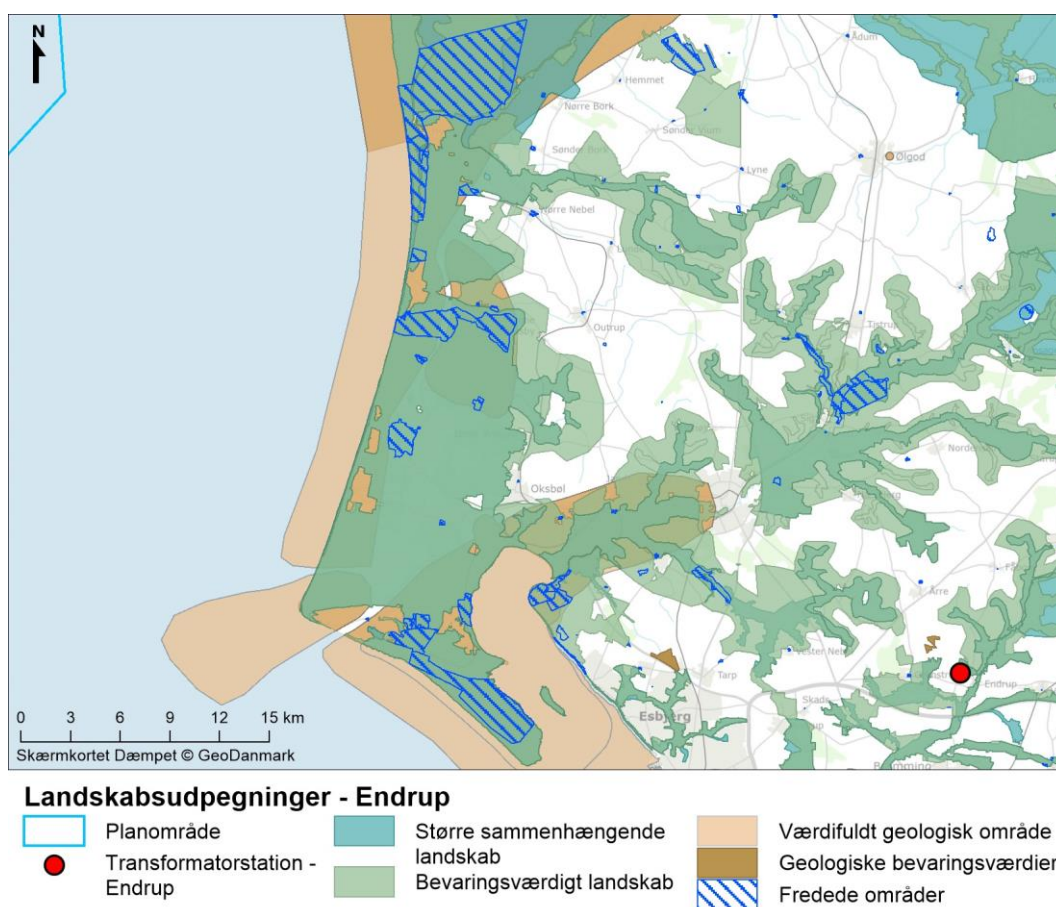 N
Ådum
Hemmet
Nørre Bork
Sønder Vium
Sønder Bork
Ølgod
Lyne
Nørre Nebel
Outrup
Tistrup
Oksbøl
Årre
Vester Nebel
Tarp
Endrup
Skads
Esbjerg
0 3 6 9 12 15 km
Skærmkortet Dæmpet © GeoDanmark
Landskabsudpegninger - Endrup
Planområde
Transformatorstation -
Endrup
Større sammenhængende
landskab
Bevaringsværdigt landskab
Værdifuldt geologisk område
Geologiske bevaringsværdier
Fredede områder